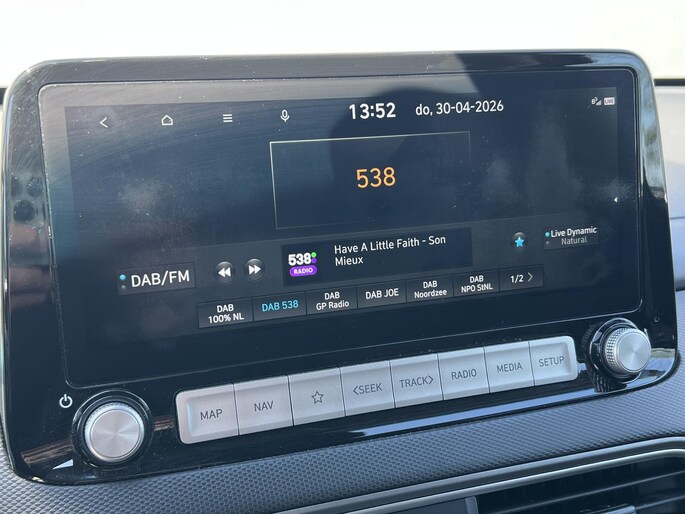 13:52 do, 30-04-2026
LIVE
538
Have A Little Faith - Son
Mieux
538
RADIO
Live Dynamic
Natural
DAB/FM
DAB
100% NL
DAB 538
DAB
GP Radio
DAB JOE
DAB
Noordzee
DAB
NPO StNL
1/2
MAP
NAV
SEEK
TRACK
RADIO
MEDIA
SETUP